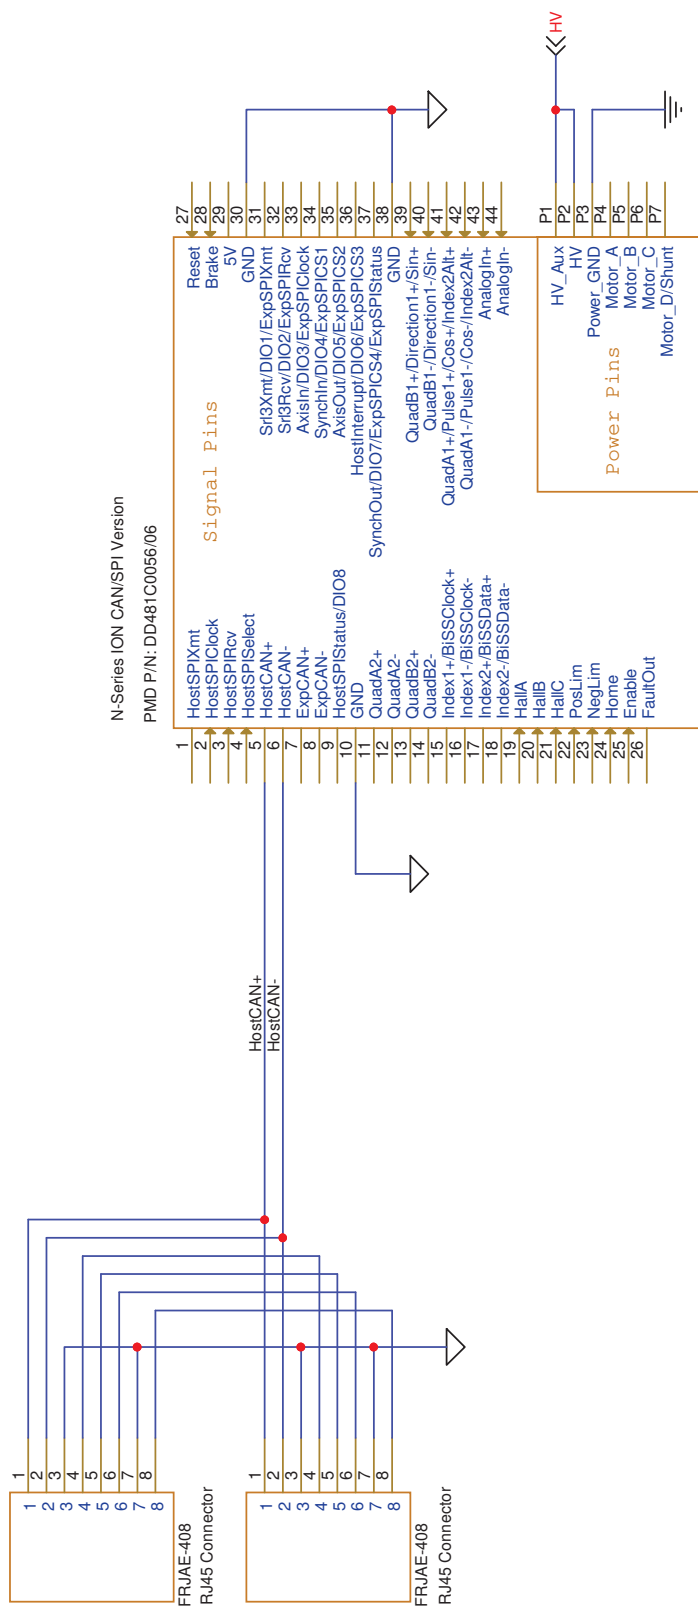 N-Series ION CAN/SPI Version
PMD P/N: DD481C0056/06
Signal Pins
1 HostSPIXmt
2 HostSPIClock
3 HostSPIRcv
4 HostSPISelect
5 HostCAN+
6 HostCAN-
7 ExpCAN+
8 ExpCAN-
9 HostSPIStatus/DIO8
10 GND
11 QuadA2+
12 QuadA2-
13 QuadB2+
14 QuadB2-
15 Index1+/BiSSClock+
16 Index1-/BiSSClock-
17 Index2+/BiSSData+
18 Index2-/BiSSData-
19 HallA
20 HallB
21 HallC
22 PosLim
23 NegLim
24 Home
25 Enable
26 FaultOut
Reset 27
Brake 28
5V 29
GND 30
Srl3Xmt/DIO1/ExpSPIXmt 31
Srl3Rcv/DIO2/ExpSPIRcv 32
AxisIn/DIO3/ExpSPIClock 33
SynchIn/DIO4/ExpSPICS1 34
AxisOut/DIO5/ExpSPICS2 35
HostInterrupt/DIO6/ExpSPICS3 36
SynchOut/DIO7/ExpSPICS4/ExpSPIStatus 37
GND 38
QuadB1+/Direction1+/Sin+ 39
QuadB1-/Direction1-/Sin- 40
QuadA1+/Pulse1+/Cos+/Index2Alt+ 41
QuadA1-/Pulse1-/Cos-/Index2Alt- 42
AnalogIn+ 43
AnalogIn- 44
Power Pins
HV_Aux P1
HV P2
Power_GND P3
Motor_A P4
Motor_B P5
Motor_C P6
Motor_D/Shunt P7
HV
HostCAN+
HostCAN-
1 1
2 2
3 3
4 4
5 5
6 6
7 7
8 8
FRJAE-408
RJ45 Connector
1 1
2 2
3 3
4 4
5 5
6 6
7 7
8 8
FRJAE-408
RJ45 Connector